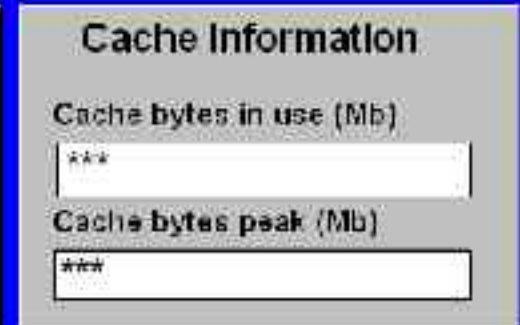 Cache Information
Cache bytes in use (Mb)
***
Cache bytes peak (Mb)
***